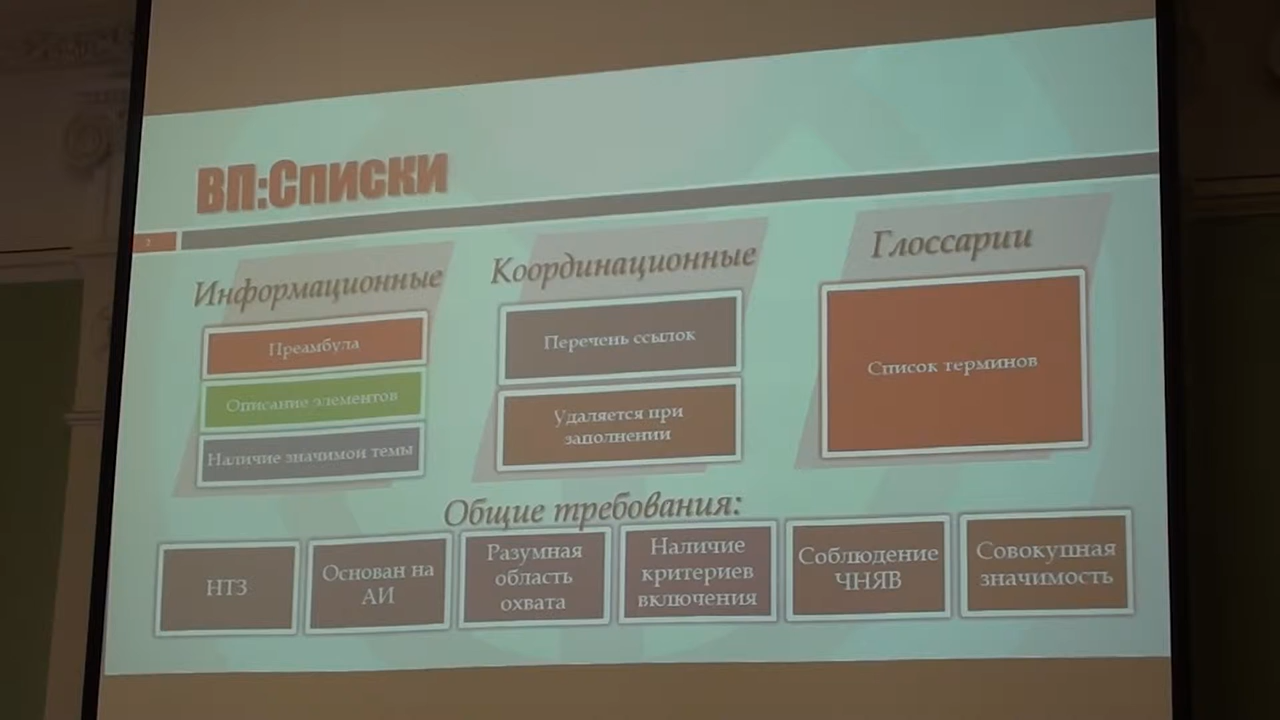 ВП:Списки
2
Информационные
Преамбула
Описание элементов
Наличие значимой темы
Координационные
Перечень ссылок
Удаляется при
заполнении
Глоссарии
Список терминов
Общие требования:
НТЗ
Основан на
АИ
Разумная
область
охвата
Наличие
критериев
включения
Соблюдение
ЧНЯВ
Совокупная
значимость